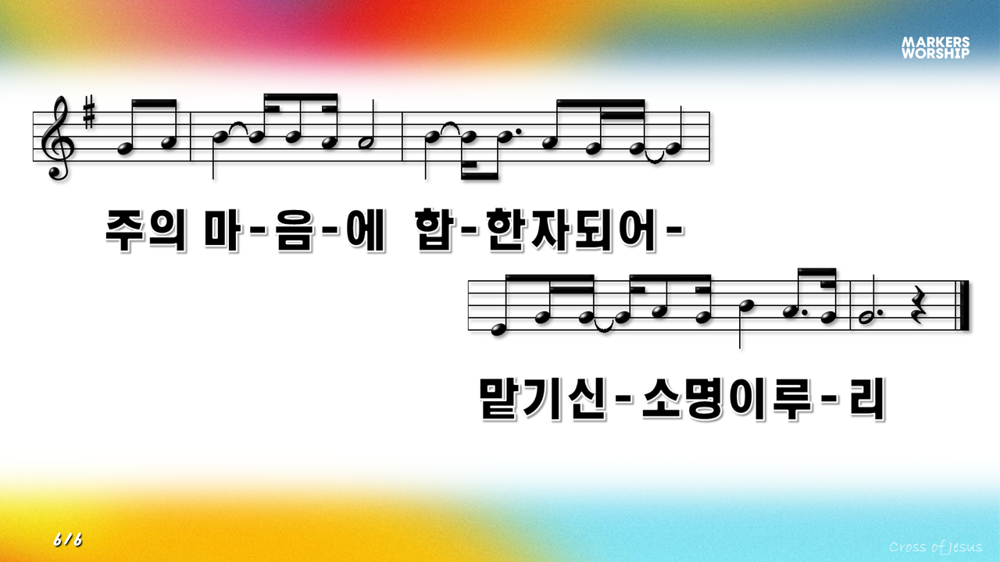 MARKERS
WORSHIP
주의 마-음-에 합-한자되어-
맡기신-소명이루-리
6/6
Cross of Jesus